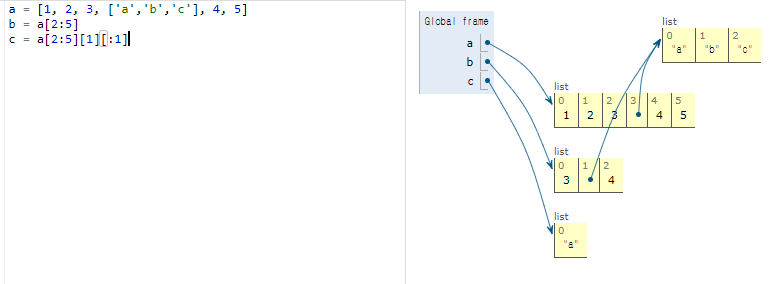 a = [1, 2, 3, ['a','b','c'], 4, 5]
b = a[2:5]
c = a[2:5][1][:1]
Global frame
a
b
c
list
0 1 2
"a" "b" "c"
list
0 1 2 3 4 5
1 2 3 4 5
list
0 1 2
3 4
list
0
"a"